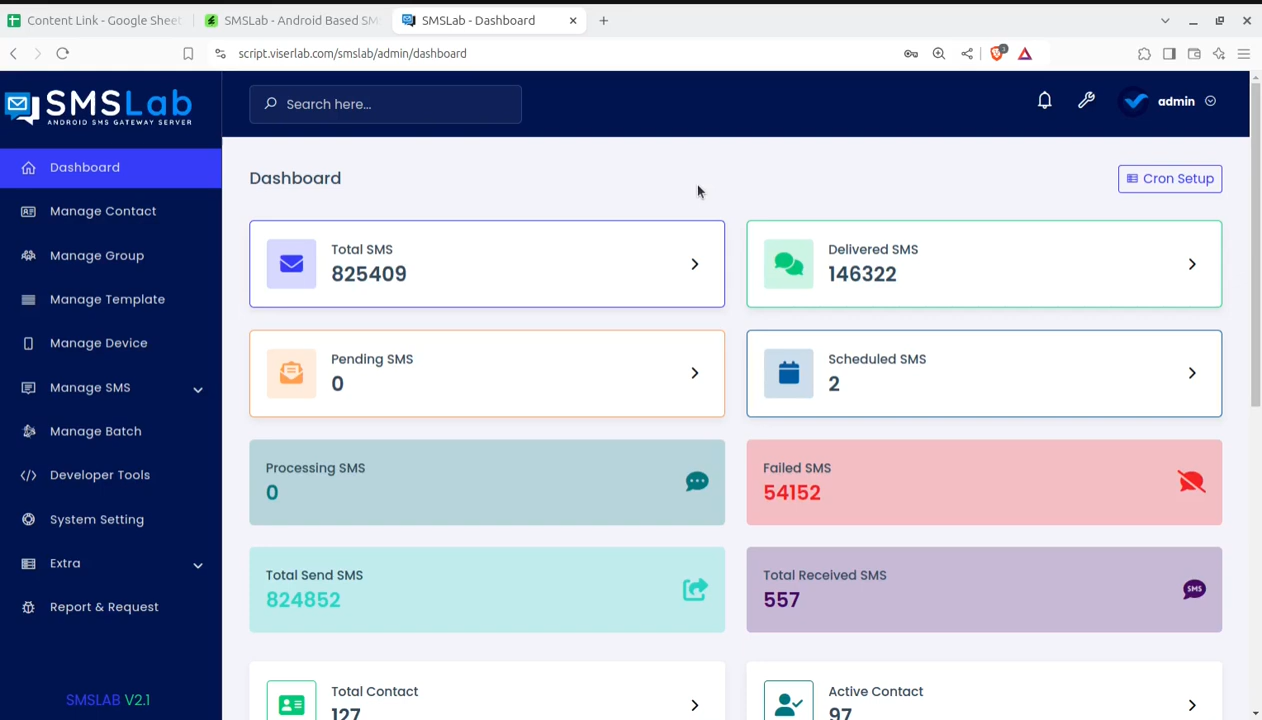 Content Link - Google Sheet
SMSLab - Android Based SM
SMSLab - Dashboard
script.viserlab.com/smslab/admin/dashboard
SMSLab
ANDROID SMS GATEWAY SERVER
Search here...
admin
Dashboard
Manage Contact
Manage Group
Manage Template
Manage Device
Manage SMS
Manage Batch
Developer Tools
System Setting
Extra
Report & Request
SMSLAB V2.1
Dashboard
Cron Setup
Total SMS
825409
Delivered SMS
146322
Pending SMS
0
Scheduled SMS
2
Processing SMS
0
Failed SMS
54152
Total Send SMS
824852
Total Received SMS
557
SMS
Total Contact
127
Active Contact
97